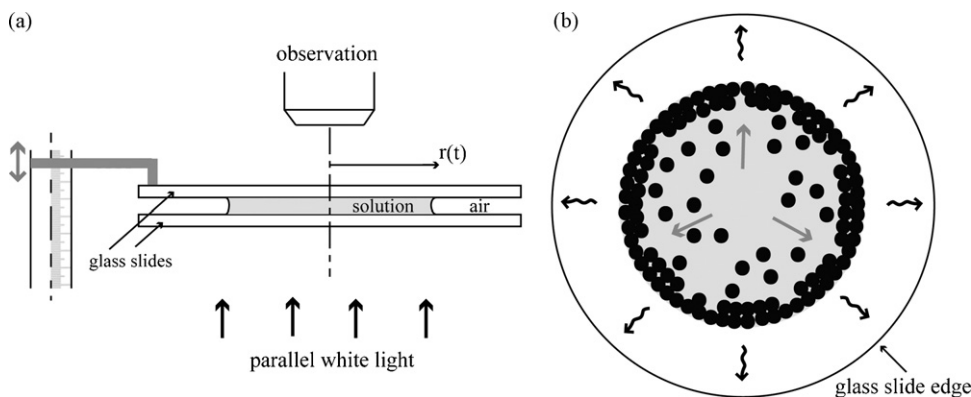 (a)
observation
r(t)
solution
air
glass slides
parallel white light
(b)
glass slide edge